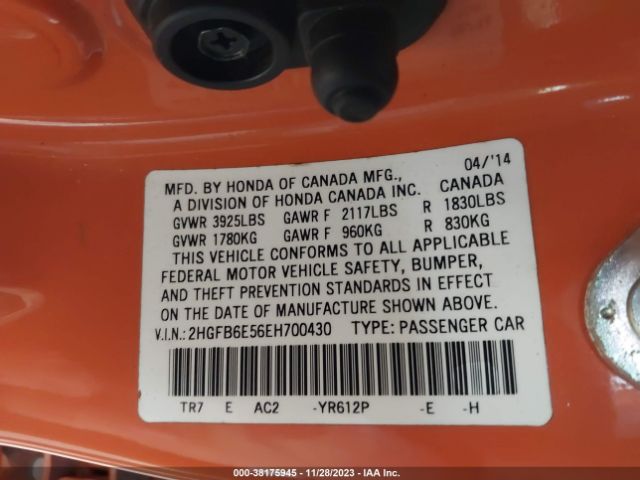 04/'14
MFD. BY HONDA OF CANADA MFG.,
A DIVISION OF HONDA CANADA INC. CANADA
GVWR 3925LBS GAWR F 2117LBS R 1830LBS
GVWR 1780KG GAWR F 960KG R 830KG
THIS VEHICLE CONFORMS TO ALL APPLICABLE
FEDERAL MOTOR VEHICLE SAFETY, BUMPER,
AND THEFT PREVENTION STANDARDS IN EFFECT
ON THE DATE OF MANUFACTURE SHOWN ABOVE.
V.I.N.: 2HGFB6E56EH700430 TYPE: PASSENGER CAR
TR7 E AC2 -YR612P -E -H
000-38175945 - 11/28/2023 - IAA Inc.